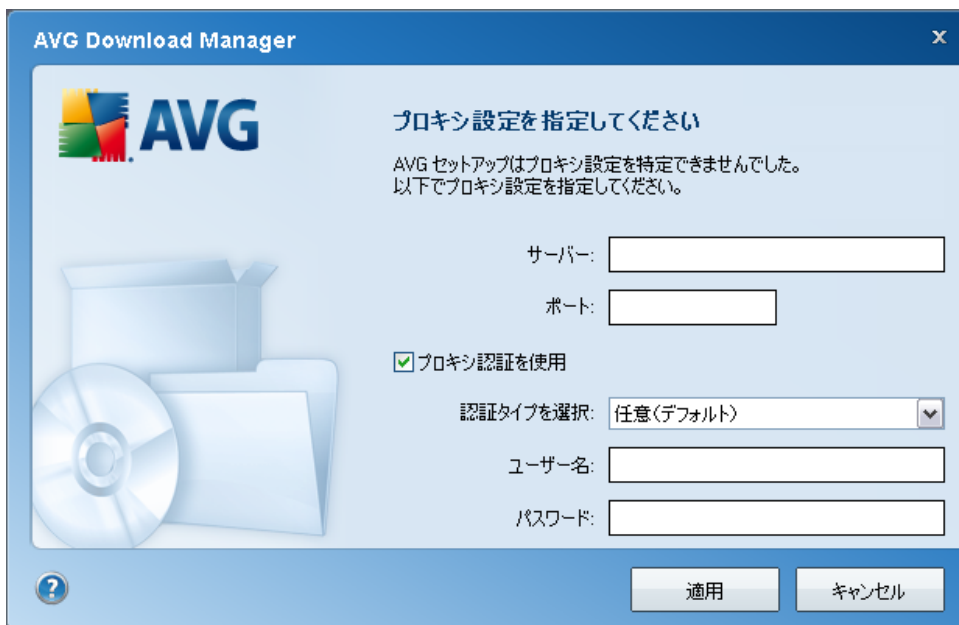 AVG Download Manager
x
AVG
プロキシ設定を指定してください
AVG セットアップはプロキシ設定を特定できませんでした。
以下でプロキシ設定を指定してください。
サーバー:
ポート:
プロキシ認証を使用
認証タイプを選択: 任意(デフォルト)
ユーザー名:
パスワード:
?
適用 キャンセル